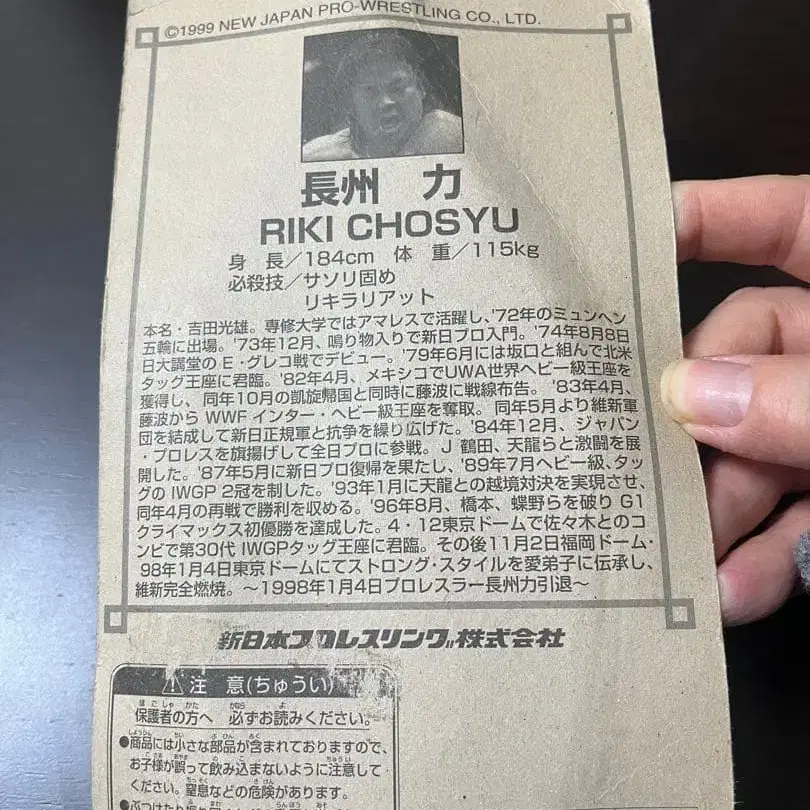 ©1999 NEW JAPAN PRO-WRESTLING CO., LTD.
長州 力
RIKI CHOSYU
身 長／184cm 体 重／115kg
必殺技／サソリ固め
リキラリアット
本名・吉田光雄。専修大学ではアマレスで活躍し、'72年のミュンヘン
五輪に出場。'73年12月、鳴り物入りで新日プロ入門。'74年8月8日
日大講堂の E・グレコ戦でデビュー。'79年6月には坂口と組んで北米
タッグ王座に君臨。'82年4月、メキシコでUWA世界ヘビー級王座を
獲得し、同年10月の凱旋帰国と同時に藤波に戦線布告。'83年4月、
藤波から WWF インター・ヘビー級王座を奪取。同年5月より維新軍
団を結成して新日正規軍と抗争を繰り広げた。'84年12月、ジャパン
・プロレスを旗揚げして全日プロに参戦。J 鶴田、天龍らと激闘を展
開した。'87年5月に新日プロ復帰を果たし、'89年7月ヘビー級、タッ
グの IWGP 2冠を制した。'93年1月に天龍との越境対決を実現させ、
同年4月の再戦で勝利を収める。'96年8月、橋本、蝶野らを破り G1
クライマックス初優勝を達成した。4・12東京ドームで佐々木とのコ
ンビで第30代 IWGPタッグ王座に君臨。その後11月2日福岡ドーム・
98年1月4日東京ドームにてストロング・スタイルを愛弟子に伝承し、
維新完全燃焼。〜1998年1月4日プロレスラー長州力引退〜
新日本プロレスリング株式会社
⚠注 意(ちゅうい)
保護者の方へ 必ずお読みください。
●商品には小さな部品が含まれておりますので、
お子様が誤って飲み込まないように注意して
ください。窒息などの危険があります。